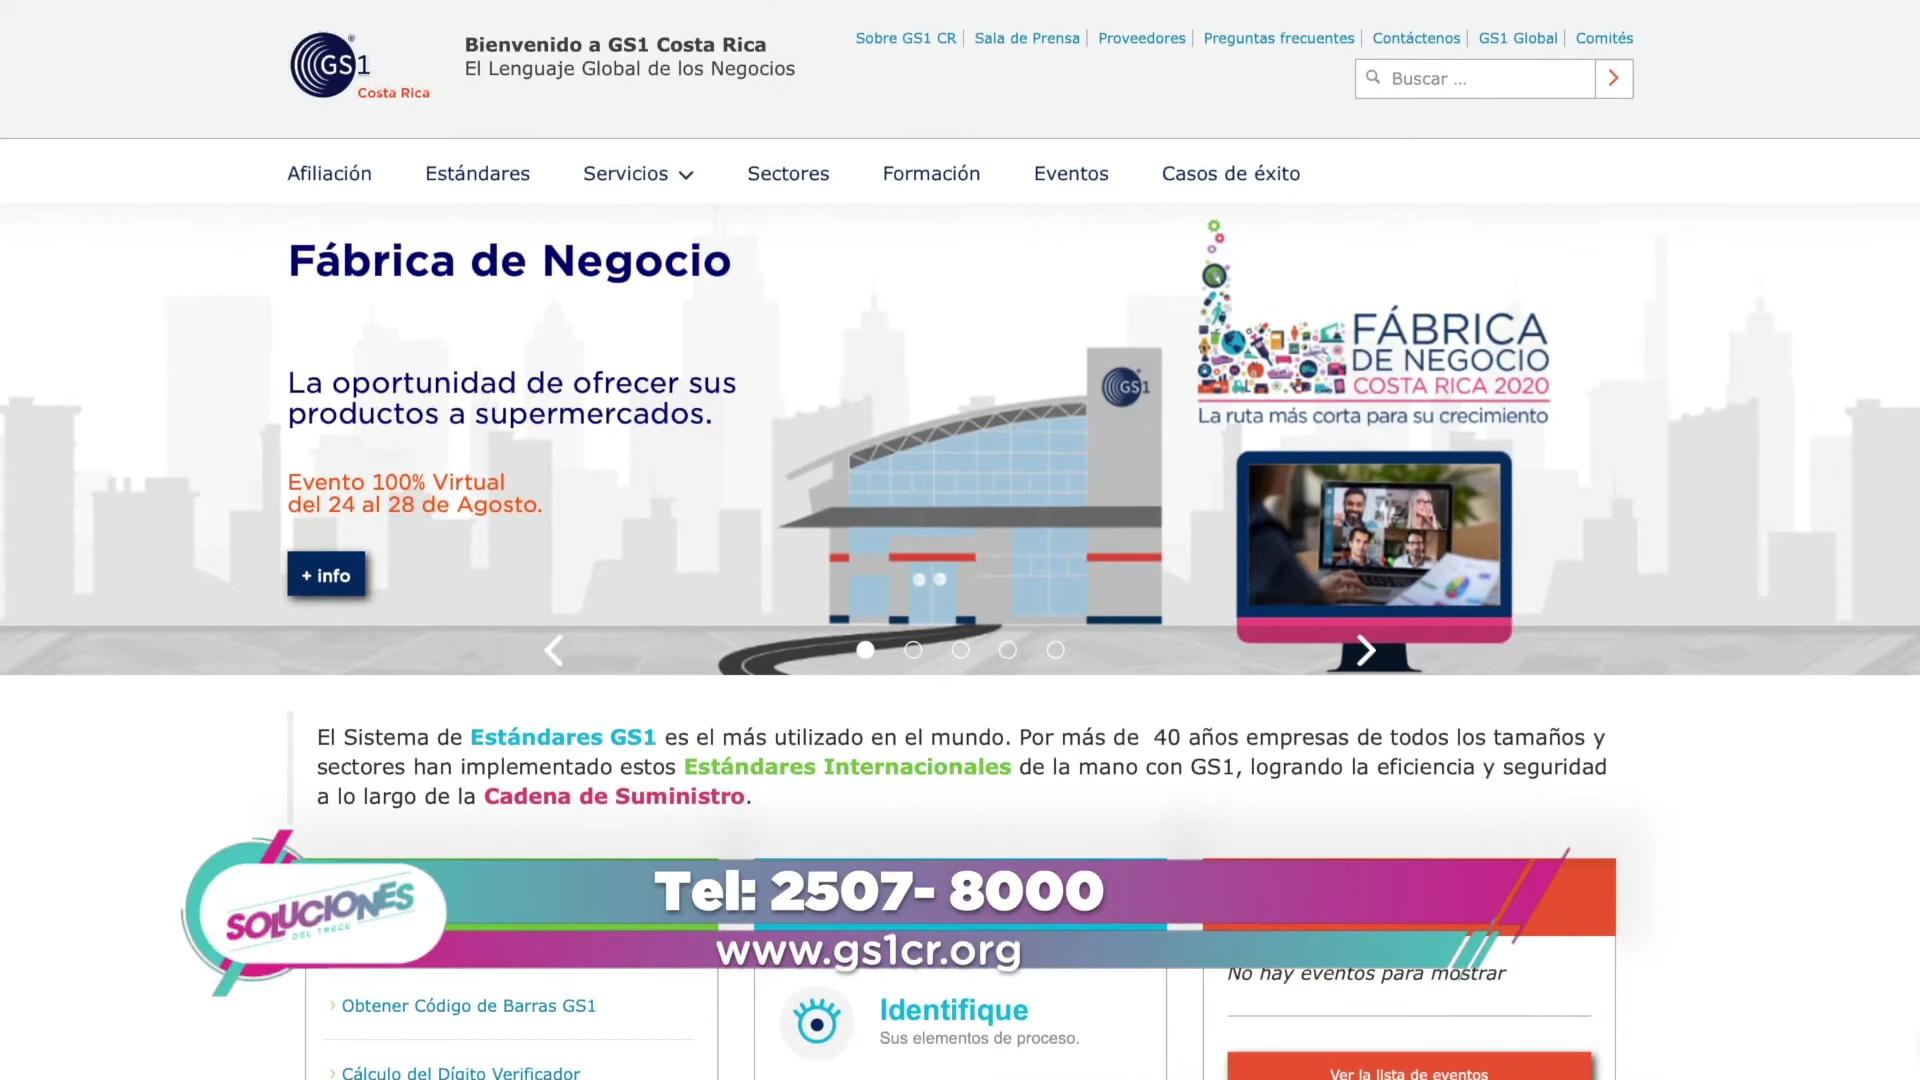 GS1
Costa Rica
Bienvenido a GS1 Costa Rica
El Lenguaje Global de los Negocios
Sobre GS1 CR
Sala de Prensa
Proveedores
Preguntas frecuentes
Contáctenos
GS1 Global
Comités
Buscar ...
Afiliación
Estándares
Servicios
Sectores
Formación
Eventos
Casos de éxito
Fábrica de Negocio
La oportunidad de ofrecer sus
productos a supermercados.
Evento 100% Virtual
del 24 al 28 de Agosto.
+ info
GS1
FÁBRICA
DE NEGOCIO
COSTA RICA 2020
La ruta más corta para su crecimiento
El Sistema de Estándares GS1 es el más utilizado en el mundo. Por más de 40 años empresas de todos los tamaños y
sectores han implementado estos Estándares Internacionales de la mano con GS1, logrando la eficiencia y seguridad
a lo largo de la Cadena de Suministro.
SOLUCIONES
DEL TRECE
Tel: 2507- 8000
www.gs1cr.org
No hay eventos para mostrar
Obtener Código de Barras GS1
Identifique
Sus elementos de proceso.
Cálculo del Dígito Verificador
Ver la lista de eventos